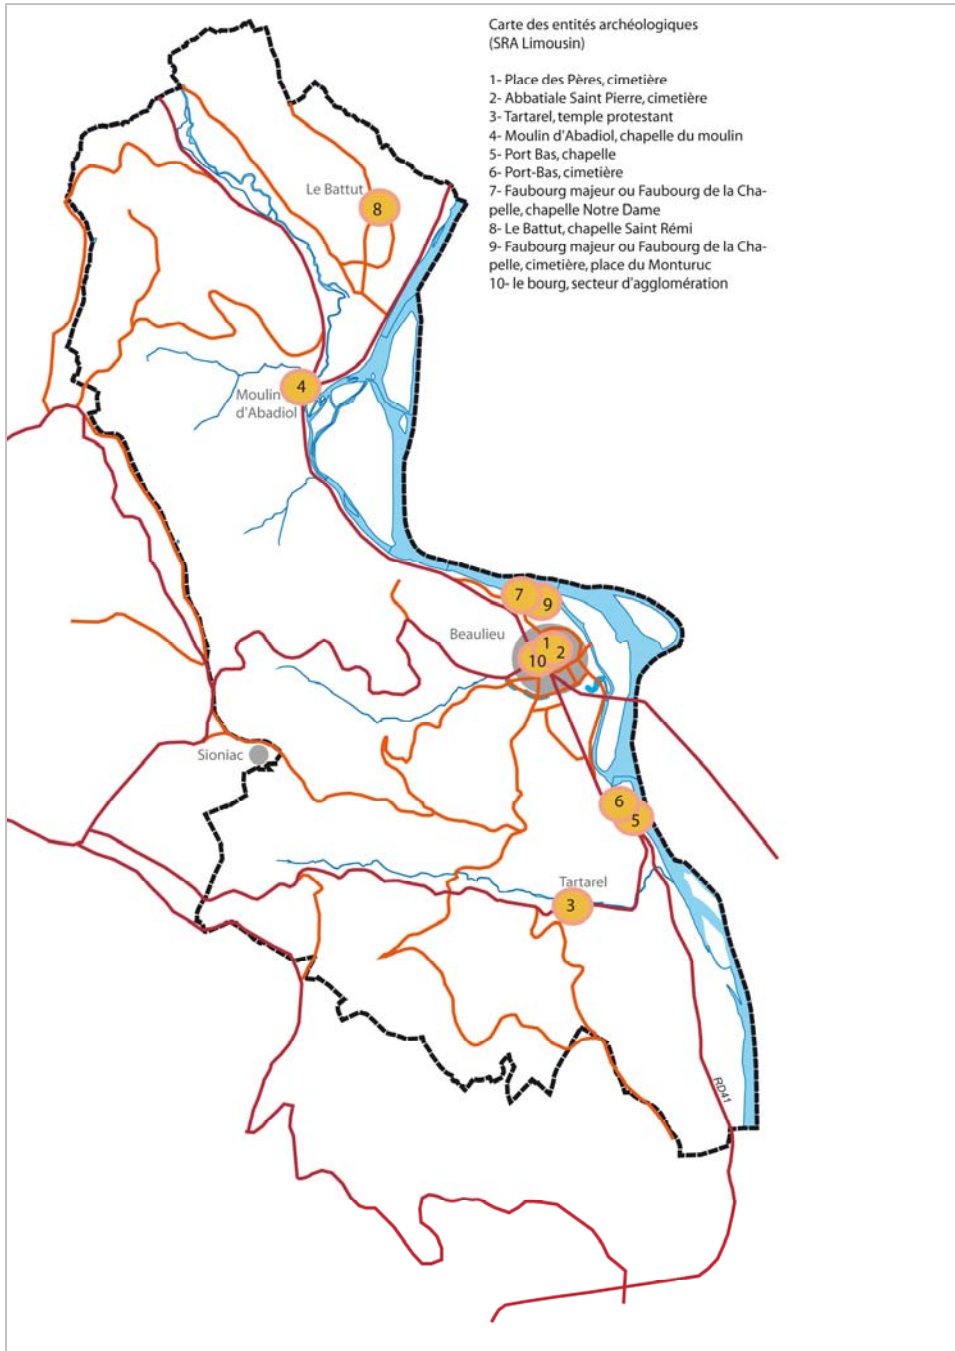 Carte des entités archéologiques
(SRA Limousin)
1- Place des Pères, cimetière
2- Abbatiale Saint Pierre, cimetière
3- Tartarel, temple protestant
4- Moulin d'Abadiol, chapelle du moulin
5- Port Bas, chapelle
6- Port-Bas, cimetière
7- Faubourg majeur ou Faubourg de la Cha-
pelle, chapelle Notre Dame
8- Le Battut, chapelle Saint Rémi
9- Faubourg majeur ou Faubourg de la Cha-
pelle, cimetière, place du Monturuc
10- le bourg, secteur d'agglomération
Le Battut
8
4
Moulin
d'Abadiol
7
9
Beaulieu
1
2
10
Sioniac
6
5
Tartarel
3
RD41